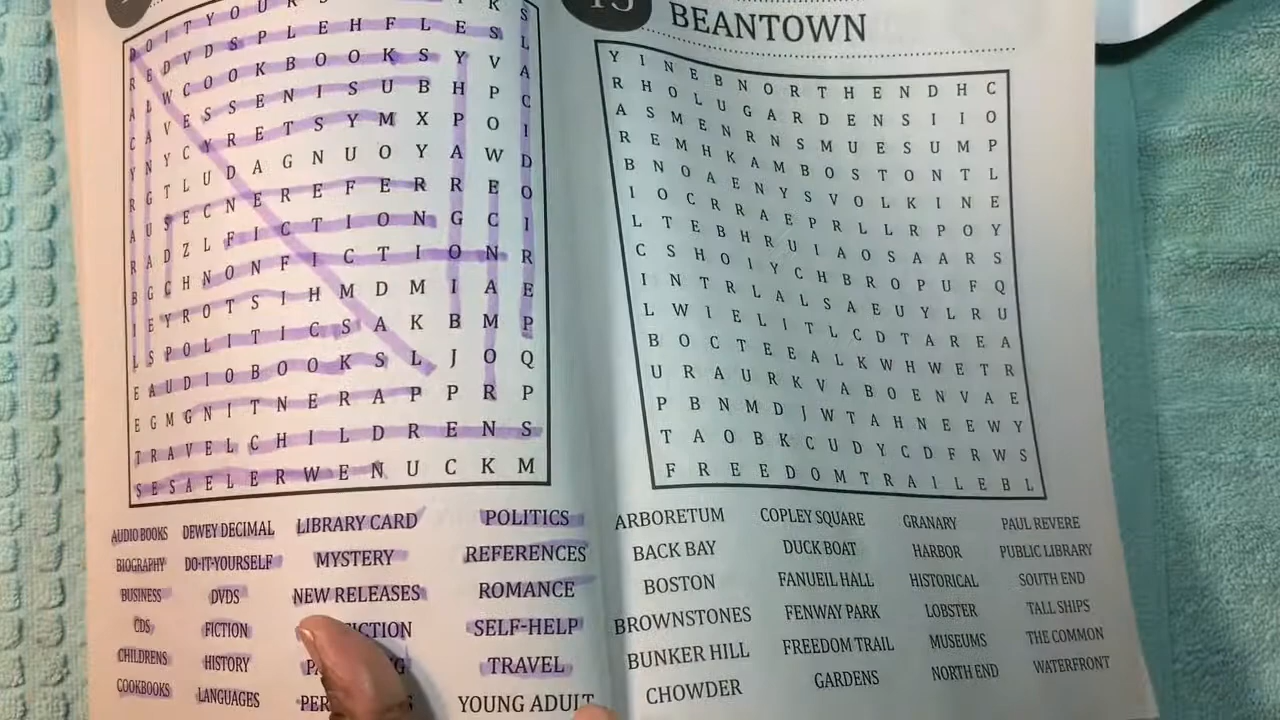 D O I T Y O U R
R E D V D S P L E H F L E S L
A L W C O O K B O O K S Y V A
C A V E S S E N I S U B H P C
Y N Y C Y R E T S Y M X P O I
R G T L U D A G N U O Y A W D
A U S E C N E R E F E R R E O
R A D Z L F I C T I O N G C I
B G C H N O N F I C T I O N R
I E Y R O T S I H M D M I A E
L S P O L I T I C S A K B M P
E A U D I O B O O K S L J O Q
E G M G N I T N E R A P P R P
T R A V E L C H I L D R E N S
S E S A E L E R W E N U C K M
AUDIO BOOKS DEWEY DECIMAL LIBRARY CARD POLITICS
BIOGRAPHY DO-IT-YOURSELF MYSTERY REFERENCES
BUSINESS DVDS NEW RELEASES ROMANCE
CDS FICTION SELF-HELP
CHILDRENS HISTORY TRAVEL
COOKBOOKS LANGUAGES YOUNG ADULT
BEANTOWN
Y I N E B N O R T H E N D H C
R H O L U G A R D E N S I I O
A S M E N R N S M U E S U M P
R E M H K A M B O S T O N T L
B N O A E N Y S V O L K I N E
I O C R R A E P R L L R P O Y
L T E B H R U I A O S A A R S
C S H O I Y C H B R O P U F Q
I N T R L A L S A E U Y L R U
L W I E L I T L C D T A R E A
B O C T E E A L K W H W E T R
U R A U R K V A B O E N V A E
P B N M D J W T A H N E E W Y
T A O B K C U D Y C D F R W S
F R E E D O M T R A I L E B L
ARBORETUM COPLEY SQUARE GRANARY PAUL REVERE
BACK BAY DUCK BOAT HARBOR PUBLIC LIBRARY
BOSTON FANUEIL HALL HISTORICAL SOUTH END
BROWNSTONES FENWAY PARK LOBSTER TALL SHIPS
BUNKER HILL FREEDOM TRAIL MUSEUMS THE COMMON
CHOWDER GARDENS NORTH END WATERFRONT